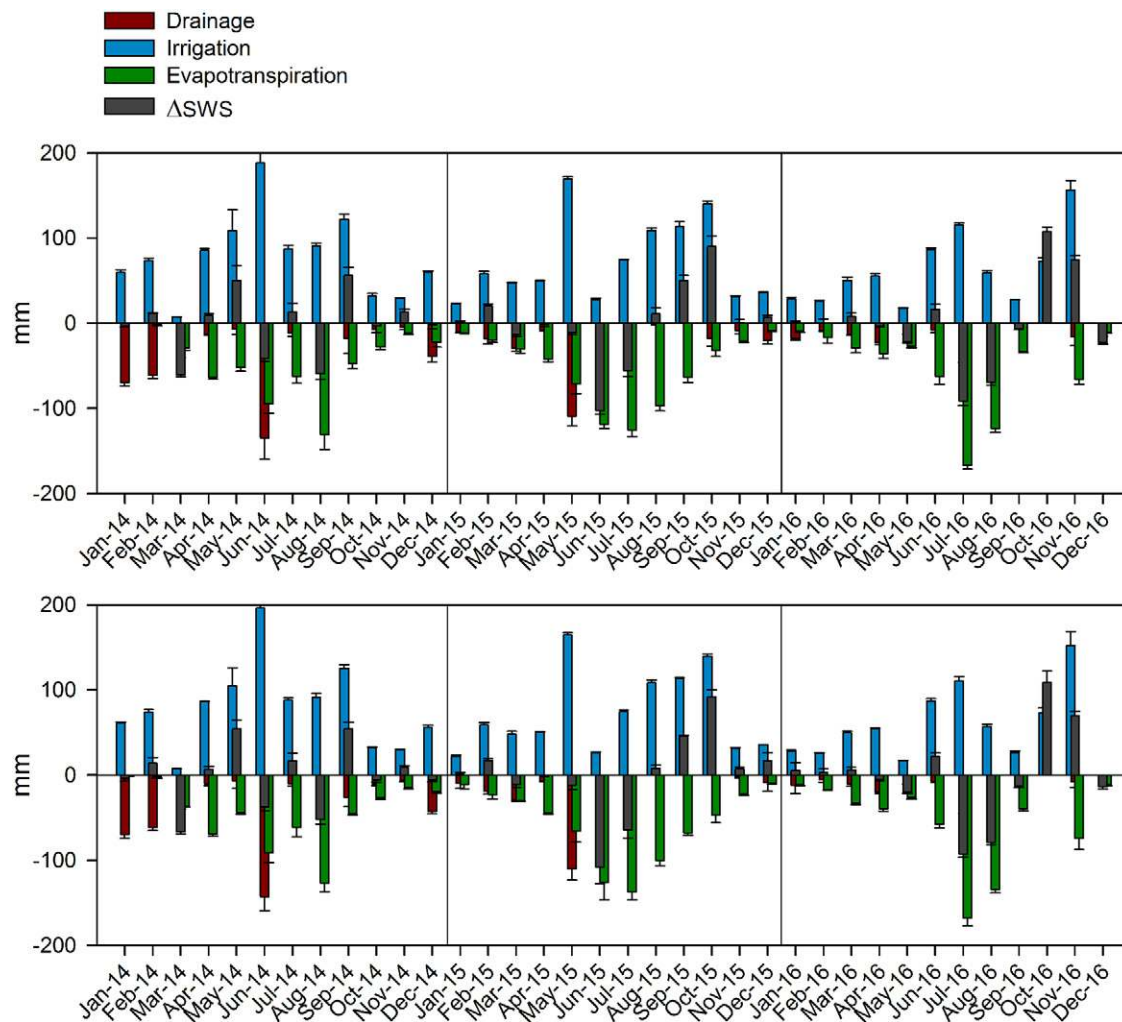 Drainage
Irrigation
Evapotranspiration
ΔSWS
200
100
0
-100
-200
mm
Jan-14
Feb-14
Mar-14
Apr-14
May-14
Jun-14
Jul-14
Aug-14
Sep-14
Oct-14
Nov-14
Dec-14
Jan-15
Feb-15
Mar-15
Apr-15
May-15
Jun-15
Jul-15
Aug-15
Sep-15
Oct-15
Nov-15
Dec-15
Jan-16
Feb-16
Mar-16
Apr-16
May-16
Jun-16
Jul-16
Aug-16
Sep-16
Oct-16
Nov-16
Dec-16
200
100
0
-100
-200
mm
Jan-14
Feb-14
Mar-14
Apr-14
May-14
Jun-14
Jul-14
Aug-14
Sep-14
Oct-14
Nov-14
Dec-14
Jan-15
Feb-15
Mar-15
Apr-15
May-15
Jun-15
Jul-15
Aug-15
Sep-15
Oct-15
Nov-15
Dec-15
Jan-16
Feb-16
Mar-16
Apr-16
May-16
Jun-16
Jul-16
Aug-16
Sep-16
Oct-16
Nov-16
Dec-16